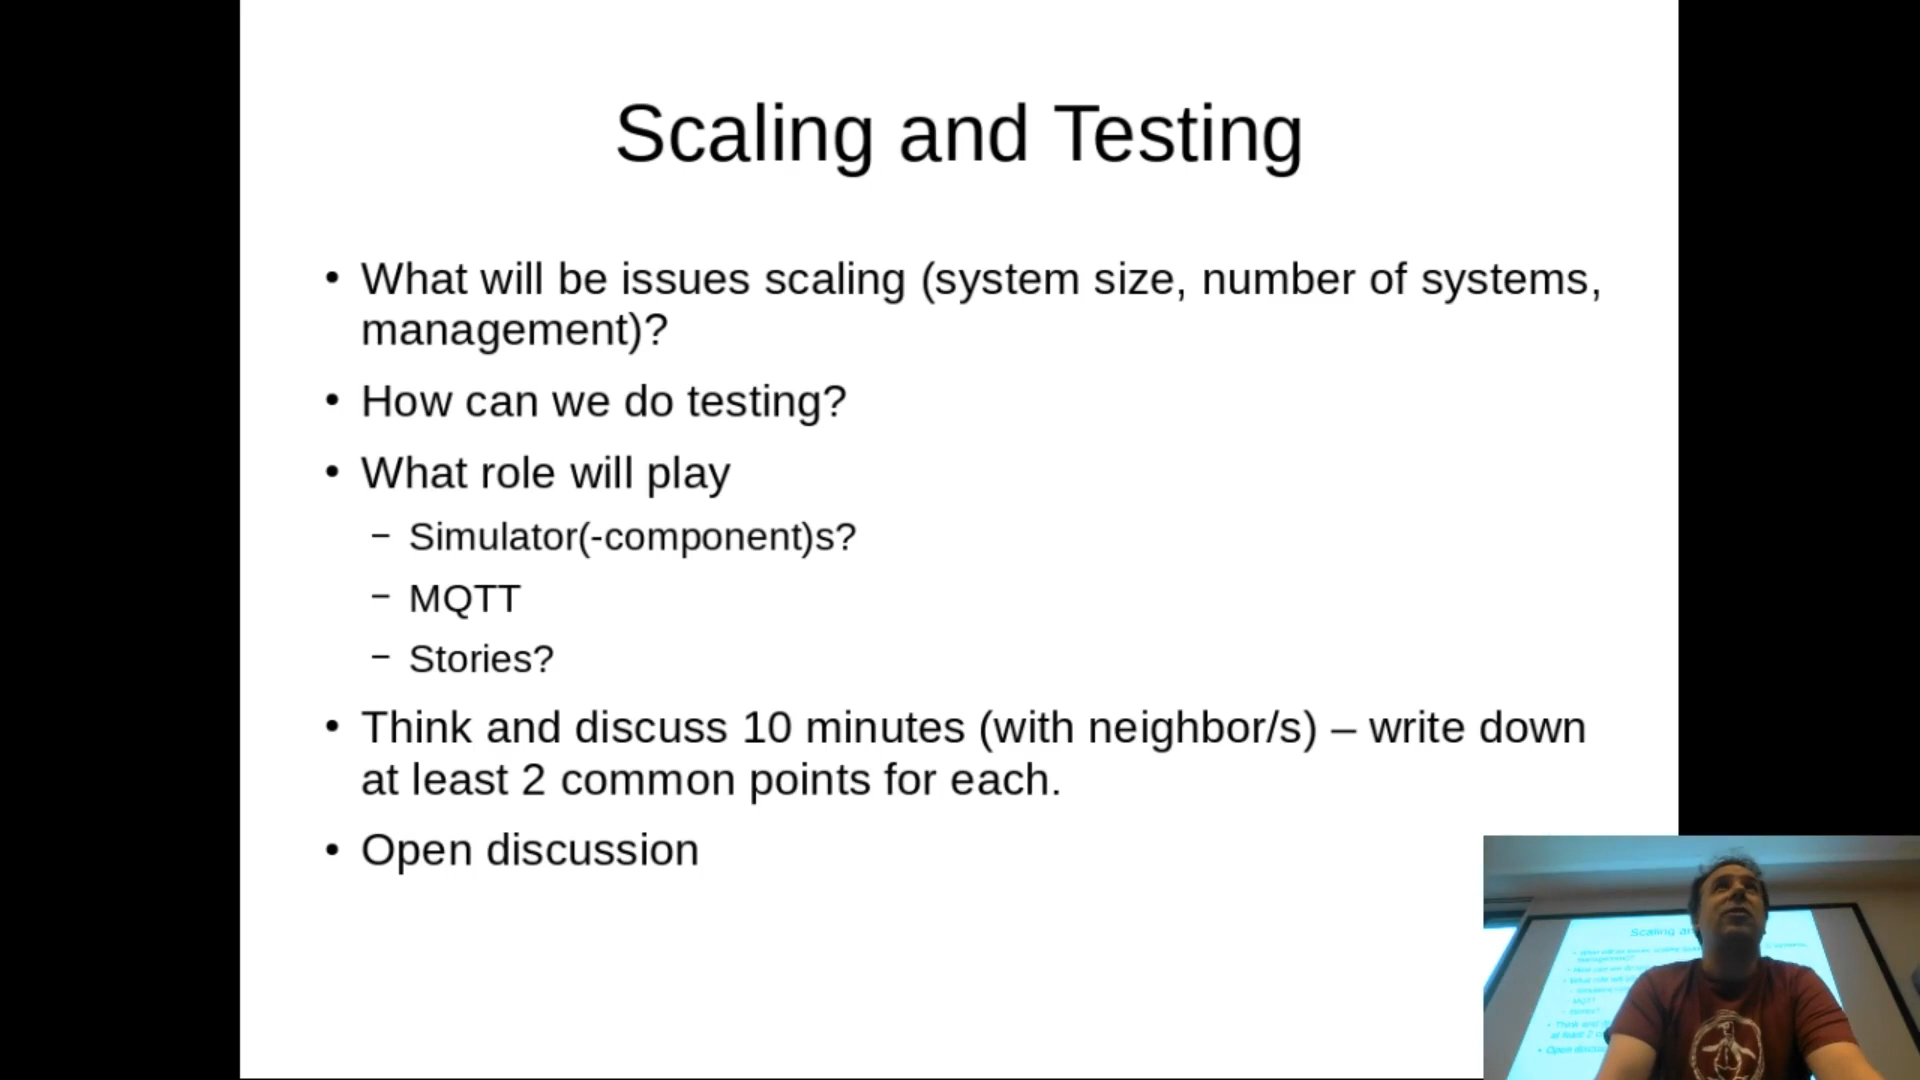 Scaling and Testing
• What will be issues scaling (system size, number of systems,
management)?
• How can we do testing?
• What role will play
– Simulator(-component)s?
– MQTT
– Stories?
• Think and discuss 10 minutes (with neighbor/s) – write down
at least 2 common points for each.
• Open discussion